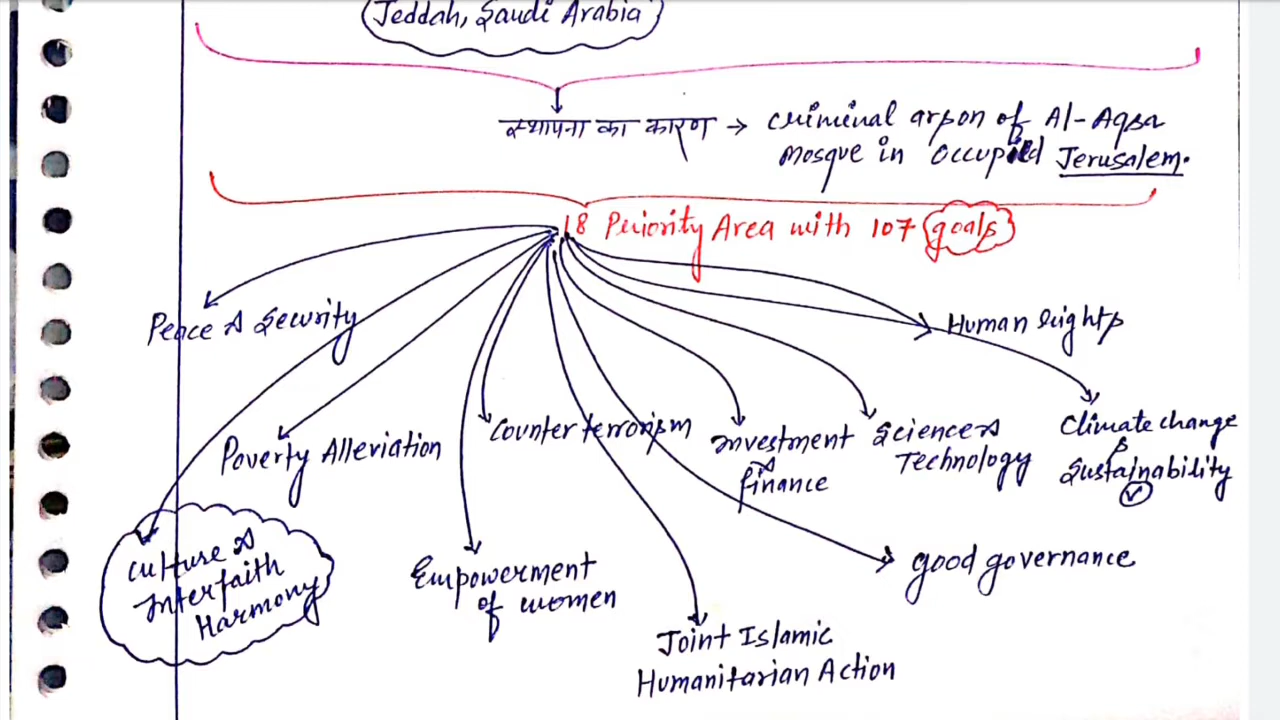 Jeddah, Saudi Arabia
स्थापना का कारण → Criminal arson of Al-Aqsa
Mosque in Occupied Jerusalem.
18 Periority Area with 107 goals
Peace & Security
Human rights
Counter terrorism
Poverty Alleviation
Investment
&
finance
Science &
Technology
Climate change
&
Sustainability
Culture &
Interfaith
Harmony
Empowerment
of women
good governance
Joint Islamic
Humanitarian Action